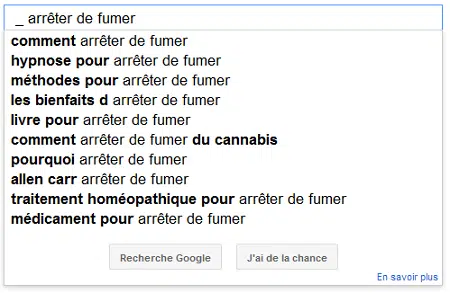 _ arrêter de fumer
comment arrêter de fumer
hypnose pour arrêter de fumer
méthodes pour arrêter de fumer
les bienfaits d arrêter de fumer
livre pour arrêter de fumer
comment arrêter de fumer du cannabis
pourquoi arrêter de fumer
allen carr arrêter de fumer
traitement homéopathique pour arrêter de fumer
médicament pour arrêter de fumer
Recherche Google J'ai de la chance
En savoir plus